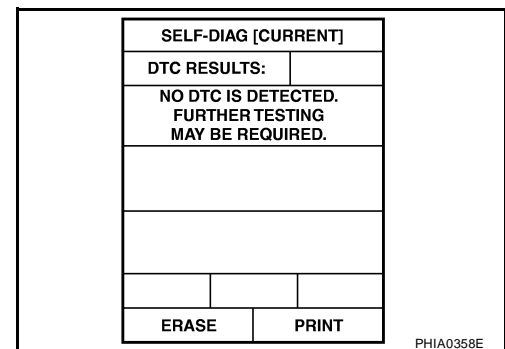 SELF-DIAG [CURRENT]
DTC RESULTS:
NO DTC IS DETECTED.
FURTHER TESTING
MAY BE REQUIRED.
ERASE PRINT
PHIA0358E